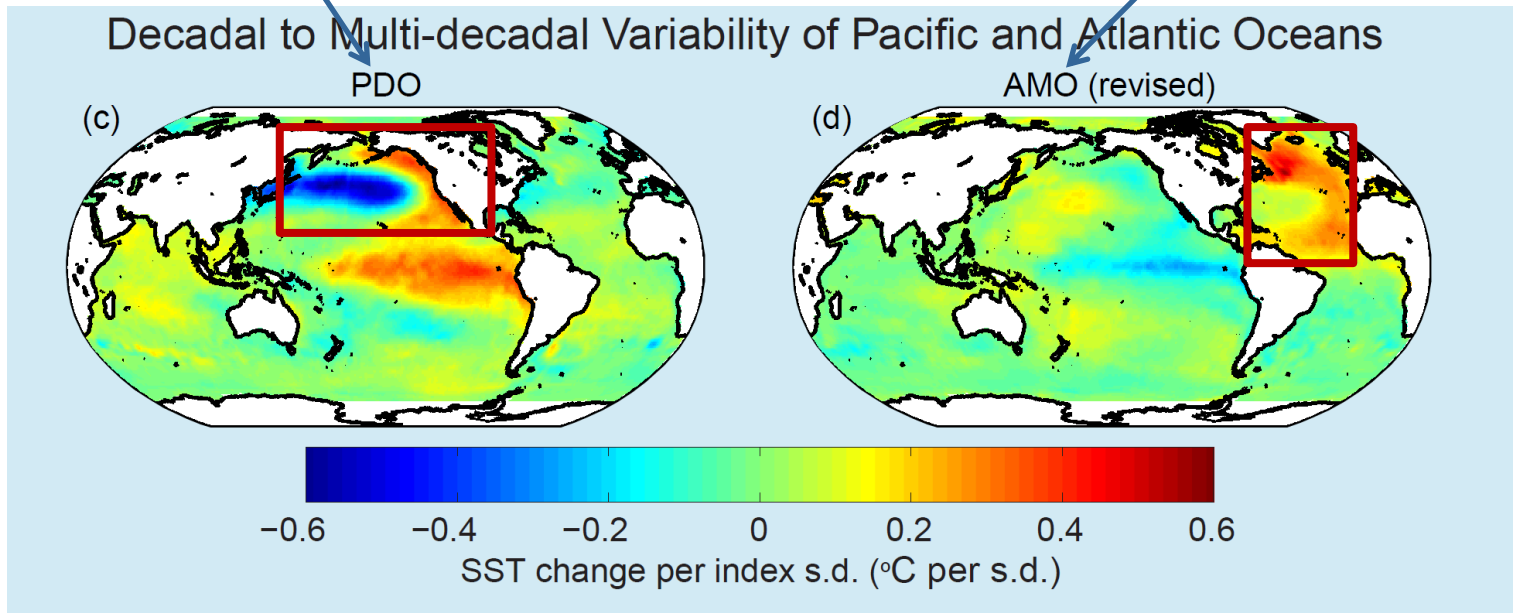 Decadal to Multi-decadal Variability of Pacific and Atlantic Oceans
PDO
AMO (revised)
(c)
(d)
−0.6 −0.4 −0.2 0 0.2 0.4 0.6
SST change per index s.d. (°C per s.d.)